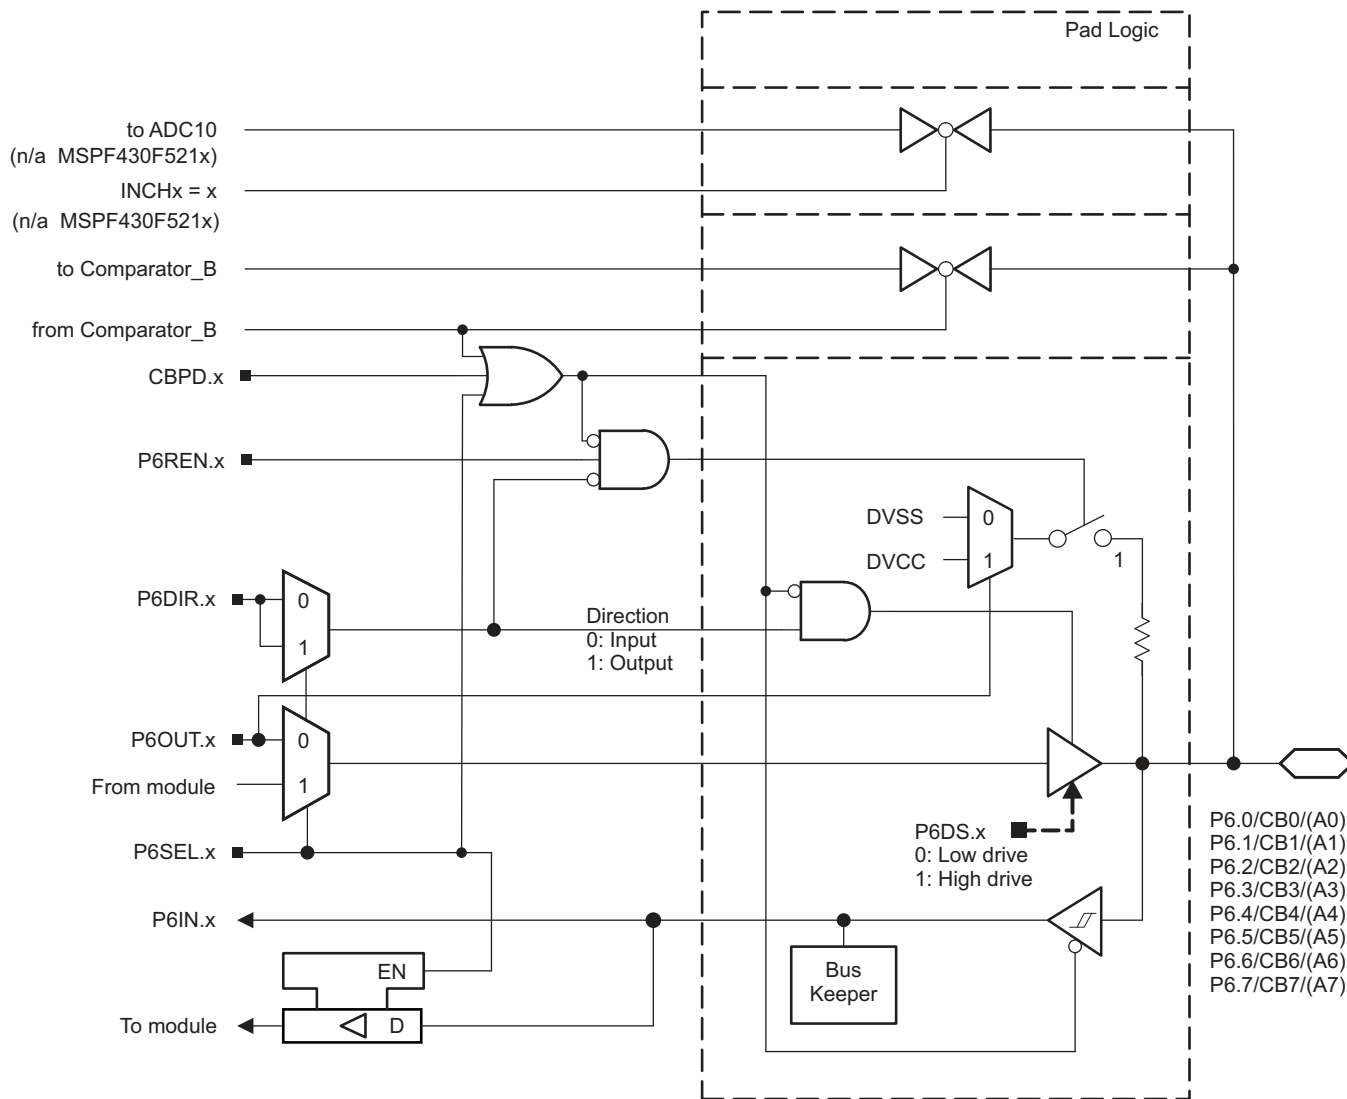 Pad Logic
to ADC10
(n/a MSPF430F521x)
INCHx = x
(n/a MSPF430F521x)
to Comparator_B
from Comparator_B
CBPD.x
P6REN.x
DVSS
0
DVCC
1
1
P6DIR.x
0
1
Direction
0: Input
1: Output
P6OUT.x
0
From module
1
P6DS.x
0: Low drive
1: High drive
P6SEL.x
P6IN.x
EN
Bus
Keeper
To module
D
P6.0/CB0/(A0)
P6.1/CB1/(A1)
P6.2/CB2/(A2)
P6.3/CB3/(A3)
P6.4/CB4/(A4)
P6.5/CB5/(A5)
P6.6/CB6/(A6)
P6.7/CB7/(A7)